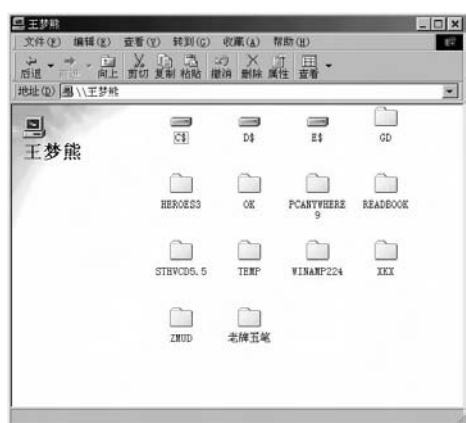 王梦熊
文件(F) 编辑(E) 查看(V) 转到(G) 收藏(A) 帮助(H)
后退 前进 向上 剪切 复制 粘贴 撤消 删除 属性 查看
地址(D) \\王梦熊
王梦熊
C$ D$ E$ GD
HEROES3 OK PCANYWHERE9 READBOOK
STHVCD5.5 TEMP WINAMP224 XKX
ZMUD 老牌五笔